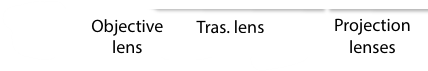 Objective
lens
Tras. lens
Projection
lenses